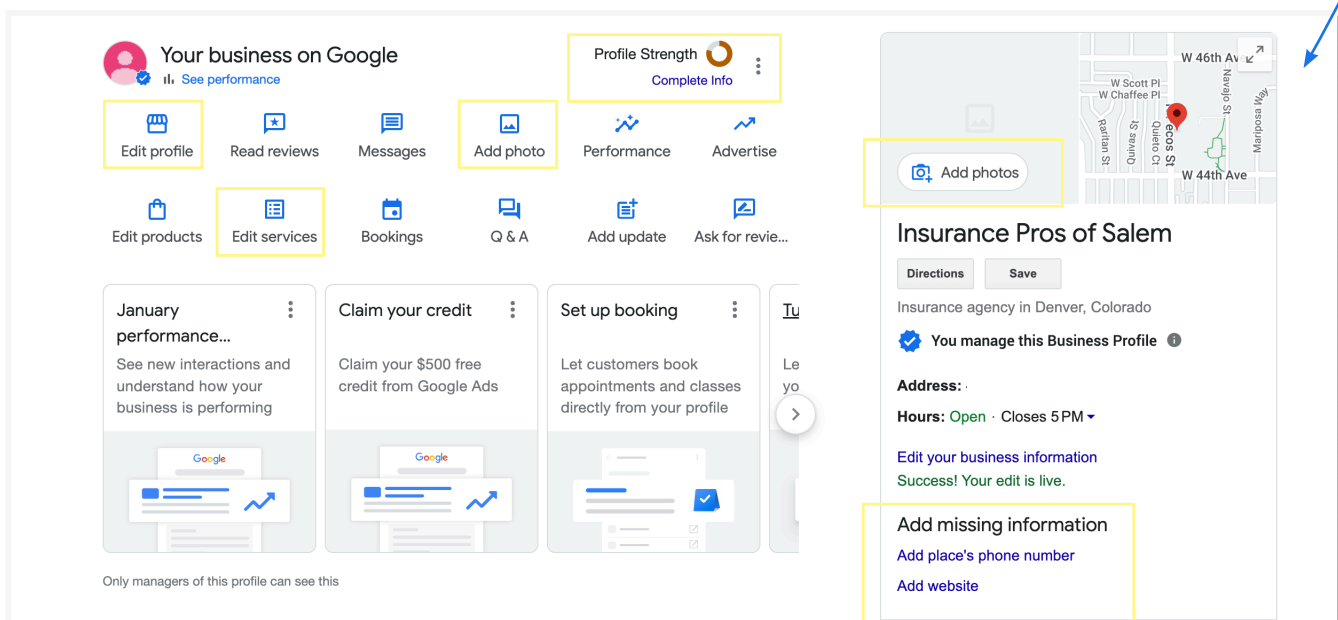 Your business on Google
See performance
Profile Strength
Complete Info
Edit profile
Read reviews
Messages
Add photo
Performance
Advertise
Edit products
Edit services
Bookings
Q & A
Add update
Ask for revie...
January
performance...
See new interactions and
understand how your
business is performing
Google
Claim your credit
Claim your $500 free
credit from Google Ads
Google
Set up booking
Let customers book
appointments and classes
directly from your profile
Tu
Le
yo
Only managers of this profile can see this
W 46th Av
W Scott Pl
W Chaffee Pl
Navajo St
Mariposa Way
Raritan St
Quivas St
Quieto Ct
ecos St
W 44th Ave
Add photos
Insurance Pros of Salem
Directions
Save
Insurance agency in Denver, Colorado
You manage this Business Profile
Address:
Hours: Open · Closes 5 PM
Edit your business information
Success! Your edit is live.
Add missing information
Add place's phone number
Add website